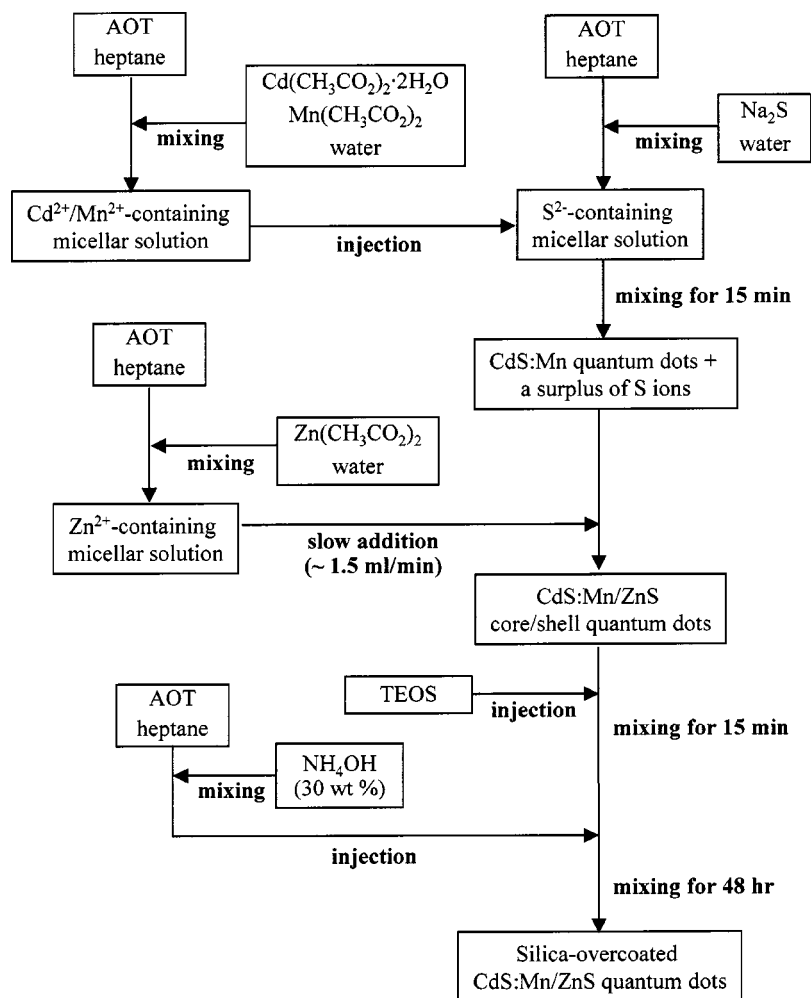 AOT
heptane
AOT
heptane
Cd(CH₃CO₂)₂·2H₂O
Mn(CH₃CO₂)₂
water
mixing
Na₂S
water
mixing
Cd²⁺/Mn²⁺-containing
micellar solution
injection
S²⁻-containing
micellar solution
mixing for 15 min
AOT
heptane
CdS:Mn quantum dots +
a surplus of S ions
Zn(CH₃CO₂)₂
water
mixing
Zn²⁺-containing
micellar solution
slow addition
(~ 1.5 ml/min)
CdS:Mn/ZnS
core/shell quantum dots
TEOS
injection
AOT
heptane
mixing for 15 min
NH₄OH
(30 wt %)
mixing
injection
mixing for 48 hr
Silica-overcoated
CdS:Mn/ZnS quantum dots